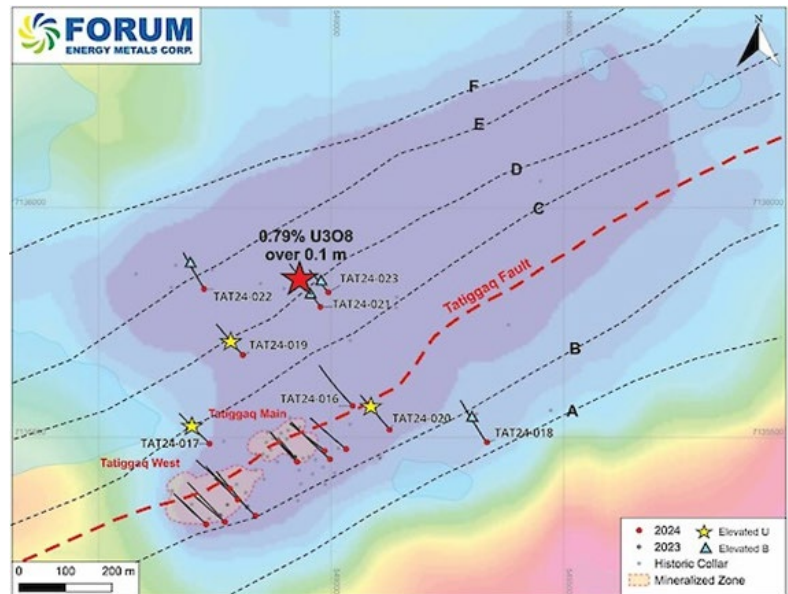 FORUM
ENERGY METALS CORP.
N
F
E
D
C
7136000
7136000
0.79% U3O8
over 0.1 m
TAT24-023
TAT24-022
TAT24-021
Tatiggaq Fault
TAT24-019
B
TAT24-016
A
Tatiggaq Main
TAT24-020
TAT24-018
TAT24-017
Tatiggaq West
2024
Elevated U
2023
Elevated B
Historic Collar
Mineralized Zone
0 100 200 m